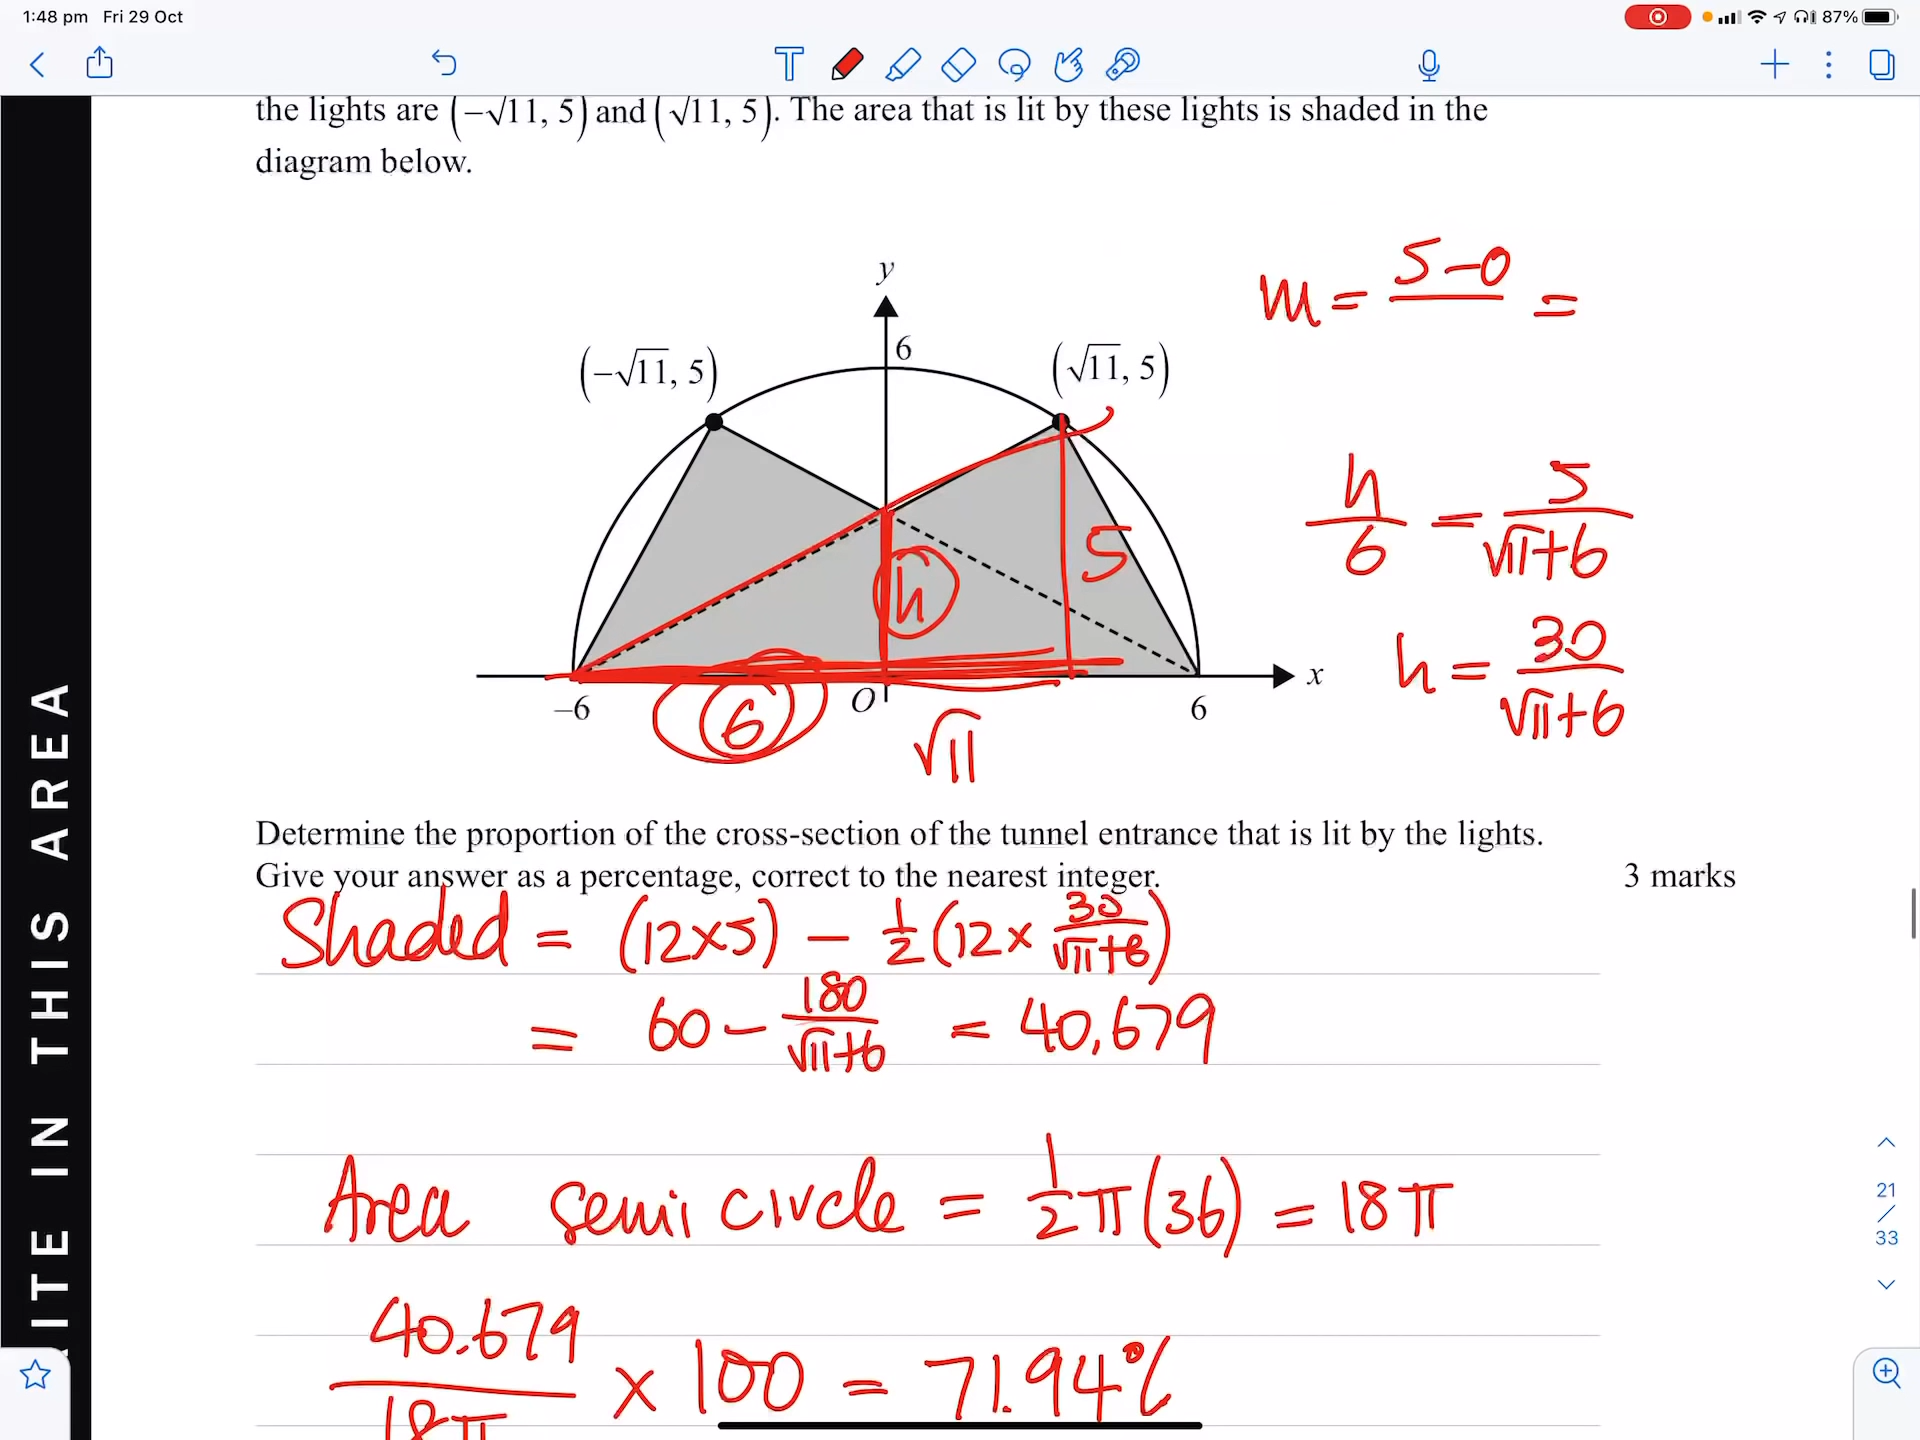 1:48 pm Fri 29 Oct
87%
the lights are (−√11, 5) and (√11, 5). The area that is lit by these lights is shaded in the
diagram below.
m = 5−0/ =
y
6
(−√11, 5)
(√11, 5)
h/6 = 5/√11+6
5
h
h = 30/√11+6
−6
6
O
√11
6
x
Determine the proportion of the cross-section of the tunnel entrance that is lit by the lights.
Give your answer as a percentage, correct to the nearest integer.
3 marks
Shaded = (12×5) − 1/2(12× 30/√11+6)
= 60 − 180/√11+6 = 40.679
Area semi circle = 1/2π(36) = 18π
40.679/18π × 100 = 71.94%
ITE IN THIS AREA
21
/
33